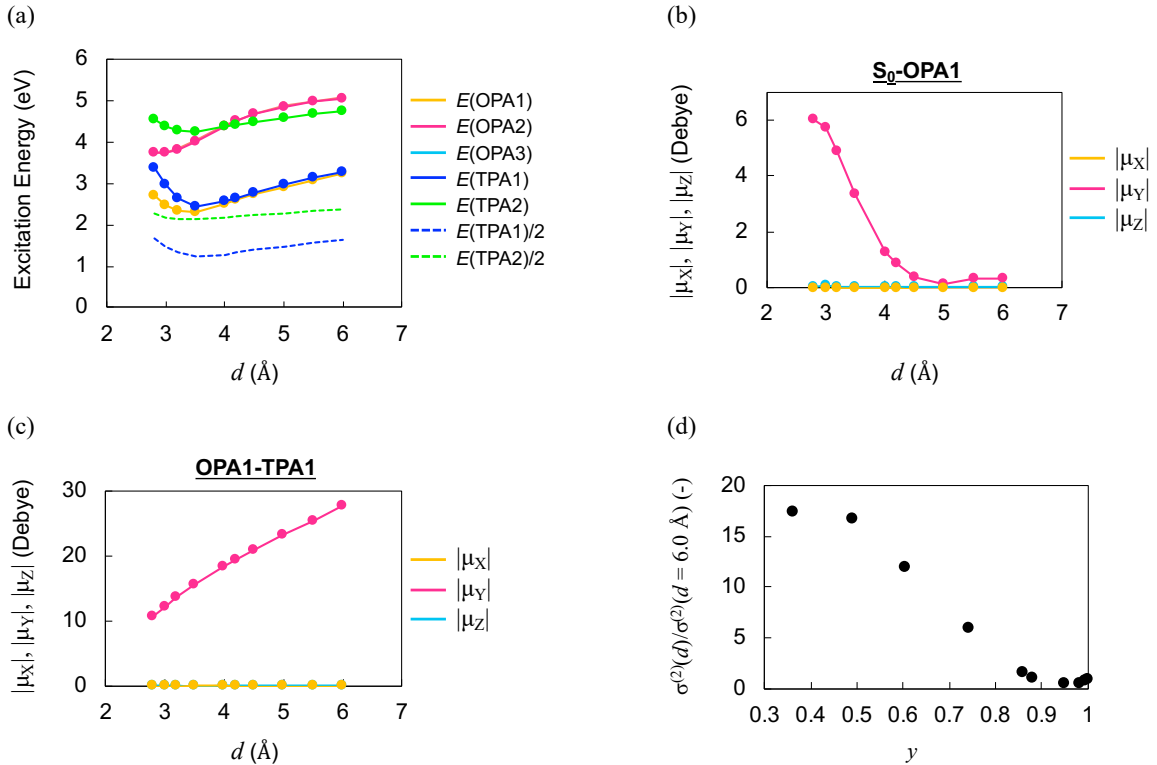 (a)
Excitation Energy (eV)
6
5
4
3
2
1
0
2 3 4 5 6 7
d (Å)
E(OPA1)
E(OPA2)
E(OPA3)
E(TPA1)
E(TPA2)
E(TPA1)/2
E(TPA2)/2
(b)
S0-OPA1
|μX|, |μY|, |μZ| (Debye)
6
4
2
0
2 3 4 5 6 7
d (Å)
|μX|
|μY|
|μZ|
(c)
OPA1-TPA1
|μX|, |μY|, |μZ| (Debye)
30
20
10
0
2 3 4 5 6 7
d (Å)
|μX|
|μY|
|μZ|
(d)
σ(2)(d)/σ(2)(d = 6.0 Å) (-)
20
15
10
5
0
0.3 0.4 0.5 0.6 0.7 0.8 0.9 1
y